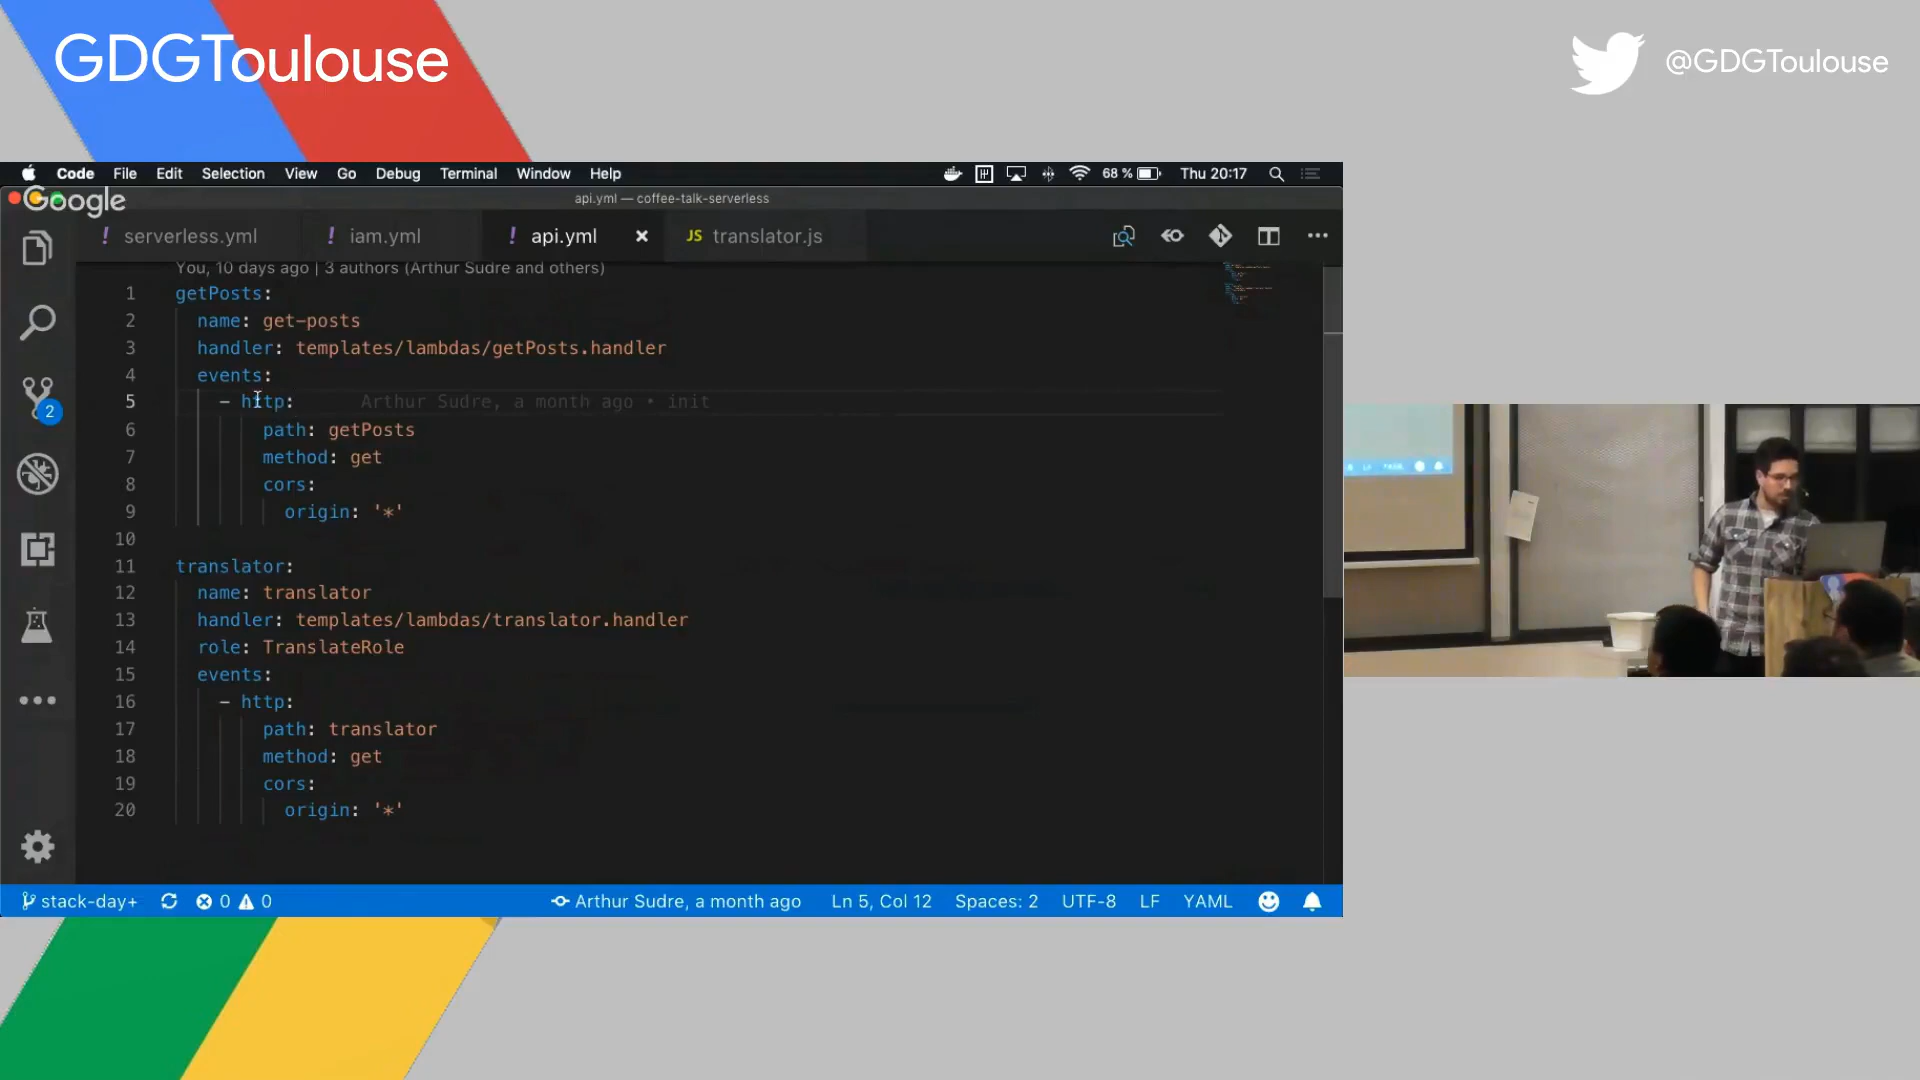 GDGToulouse
@GDGToulouse
Code File Edit Selection View Go Debug Terminal Window Help 68 % Thu 20:17
Google
api.yml — coffee-talk-serverless
! serverless.yml ! iam.yml ! api.yml × JS translator.js
You, 10 days ago | 3 authors (Arthur Sudre and others)
1 getPosts:
2 name: get-posts
3 handler: templates/lambdas/getPosts.handler
4 events:
5 - http: Arthur Sudre, a month ago • init
6 path: getPosts
7 method: get
8 cors:
9 origin: '*'
10
11 translator:
12 name: translator
13 handler: templates/lambdas/translator.handler
14 role: TranslateRole
15 events:
16 - http:
17 path: translator
18 method: get
19 cors:
20 origin: '*'
2
stack-day+ 0 0 Arthur Sudre, a month ago Ln 5, Col 12 Spaces: 2 UTF-8 LF YAML